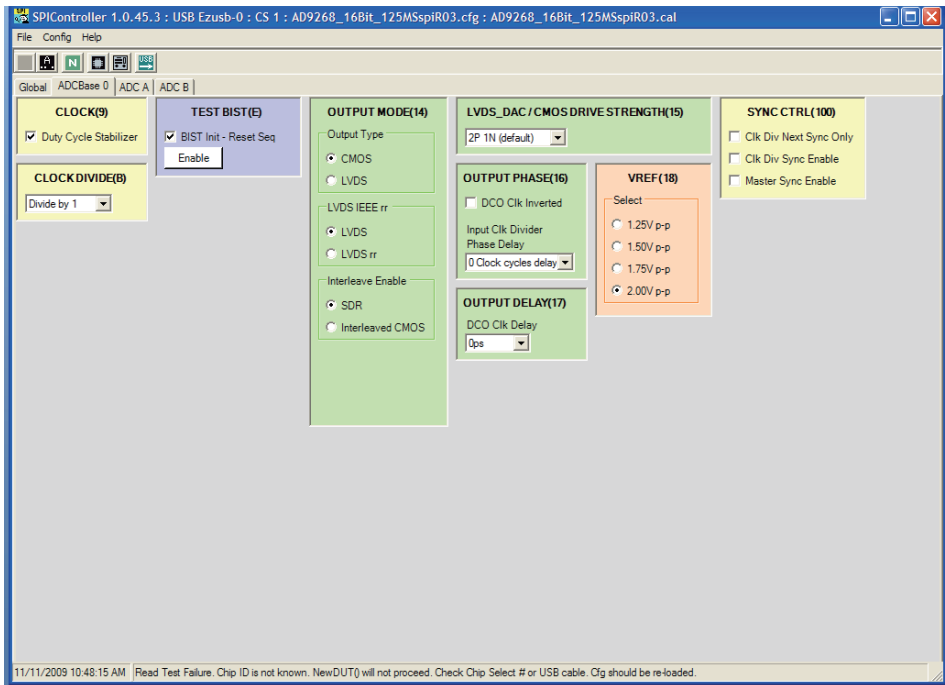 SPIController 1.0.45.3 : USB Ezusb-0 : CS 1 : AD9268_16Bit_125MSspiR03.cfg : AD9268_16Bit_125MSspiR03.cal
File Config Help
Global ADCBase 0 ADC A ADC B
CLOCK(9)
Duty Cycle Stabilizer
CLOCK DIVIDE(B)
Divide by 1
TEST BIST(E)
BIST Init - Reset Seq
Enable
OUTPUT MODE(14)
Output Type
CMOS
LVDS
LVDS IEEE rr
LVDS
LVDS rr
Interleave Enable
SDR
Interleaved CMOS
LVDS_DAC / CMOS DRIVE STRENGTH(15)
2P 1N (default)
OUTPUT PHASE(16)
DCO Clk Inverted
Input Clk Divider
Phase Delay
0 Clock cycles delay
OUTPUT DELAY(17)
DCO Clk Delay
0ps
VREF(18)
Select
1.25V p-p
1.50V p-p
1.75V p-p
2.00V p-p
SYNC CTRL(100)
Clk Div Next Sync Only
Clk Div Sync Enable
Master Sync Enable
11/11/2009 10:48:15 AM Read Test Failure. Chip ID is not known. NewDUT() will not proceed. Check Chip Select # or USB cable. Cfg should be re-loaded.